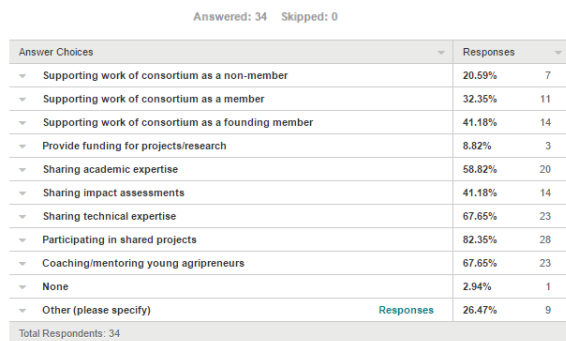 Answered: 34 Skipped: 0
Answer Choices Responses
Supporting work of consortium as a non-member 20.59% 7
Supporting work of consortium as a member 32.35% 11
Supporting work of consortium as a founding member 41.18% 14
Provide funding for projects/research 8.82% 3
Sharing academic expertise 58.82% 20
Sharing impact assessments 41.18% 14
Sharing technical expertise 67.65% 23
Participating in shared projects 82.35% 28
Coaching/mentoring young agripreneurs 67.65% 23
None 2.94% 1
Other (please specify) Responses 26.47% 9
Total Respondents: 34